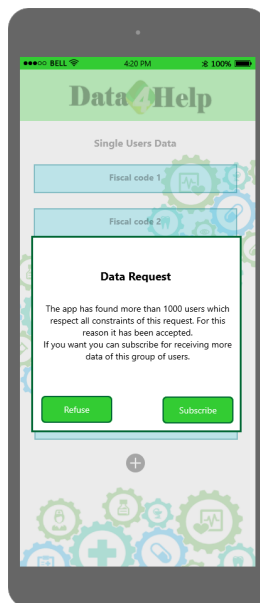 ●●●○○ BELL 4:20 PM 100%
Data4Help
Single Users Data
Fiscal code 1
Fiscal code 2
Data Request
The app has found more than 1000 users which
respect all constraints of this request. For this
reason it has been accepted.
If you want you can subscribe for receiving more
data of this group of users.
Refuse Subscribe